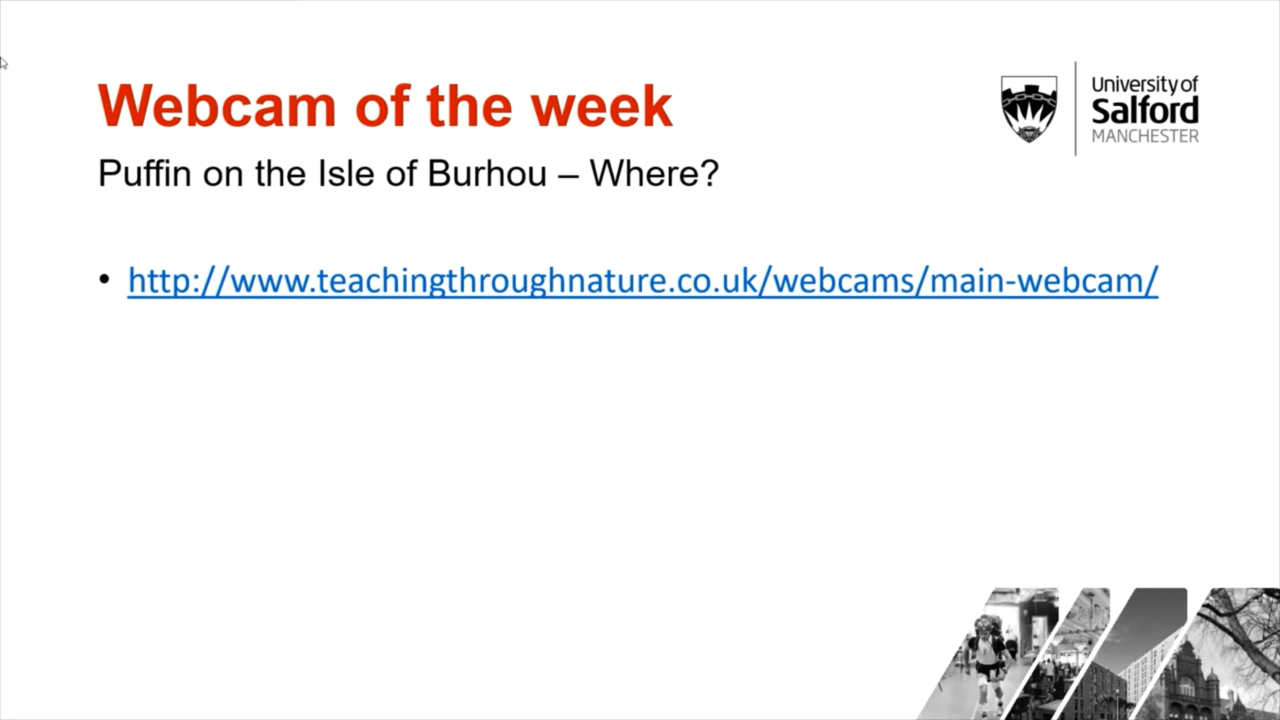 Webcam of the week
Puffin on the Isle of Burhou – Where?
• http://www.teachingthroughnature.co.uk/webcams/main-webcam/
University of
Salford
MANCHESTER